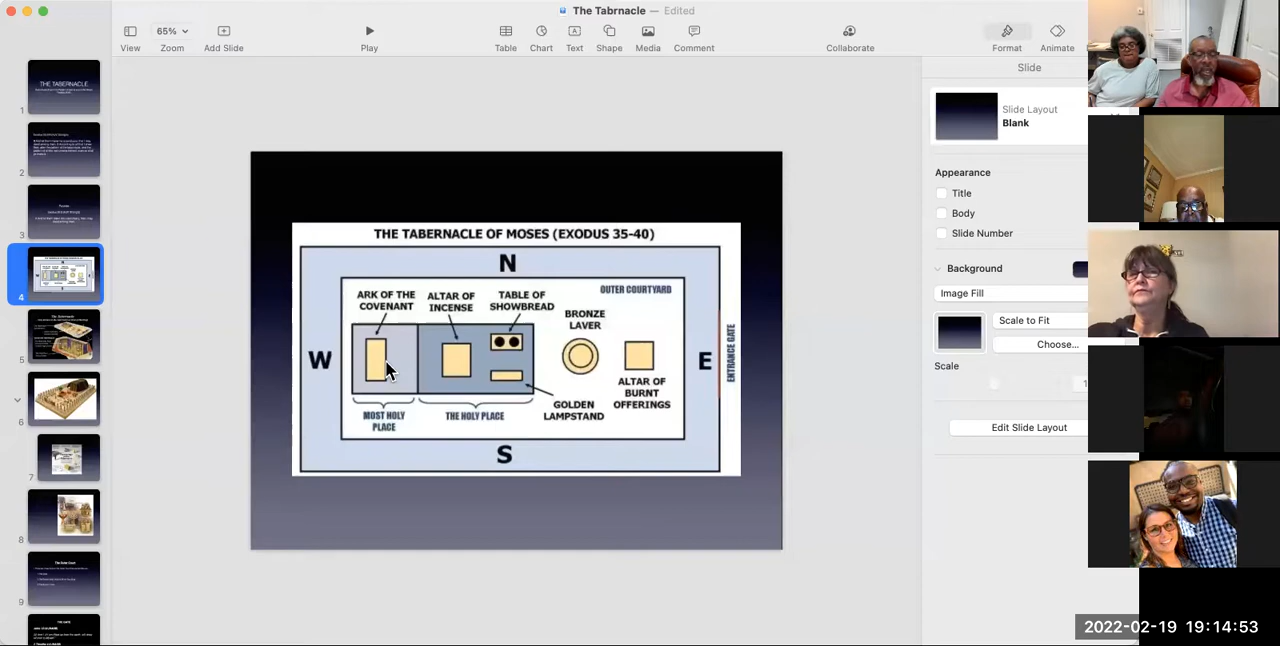 The Tabrnacle — Edited
65%
View
Zoom
Add Slide
Play
Table
Chart
Text
Shape
Media
Comment
Collaborate
Format
Animate
Slide
Slide Layout
Blank
Appearance
Title
Body
Slide Number
Background
Image Fill
Scale to Fit
Choose...
Scale
1
Edit Slide Layout
1
THE TABERNACLE
2
3
4
5
6
7
8
9
THE TABERNACLE OF MOSES (EXODUS 35-40)
N
OUTER COURTYARD
ARK OF THE
COVENANT
ALTAR OF
INCENSE
TABLE OF
SHOWBREAD
BRONZE
LAVER
W
E
ENTRANCE GATE
ALTAR OF
BURNT
OFFERINGS
GOLDEN
LAMPSTAND
MOST HOLY
PLACE
THE HOLY PLACE
S
2022-02-19 19:14:53